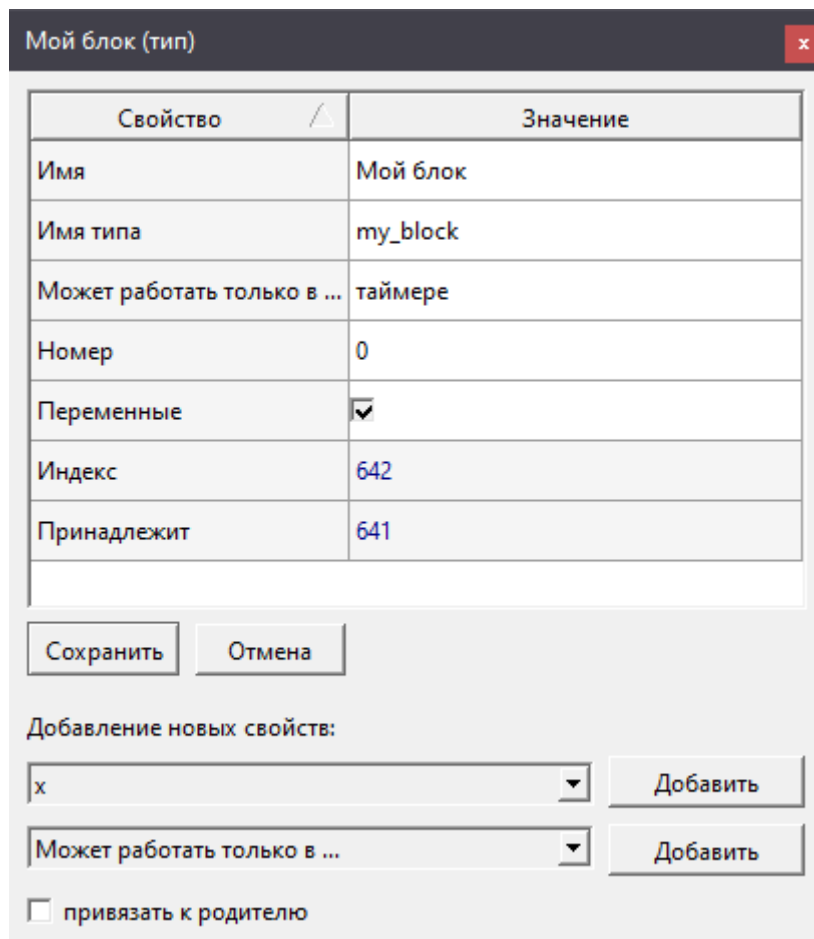 Мой блок (тип) x
Свойство Значение
Имя Мой блок
Имя типа my_block
Может работать только в ... таймере
Номер 0
Переменные
Индекс 642
Принадлежит 641
Сохранить Отмена
Добавление новых свойств:
x Добавить
Может работать только в ... Добавить
привязать к родителю